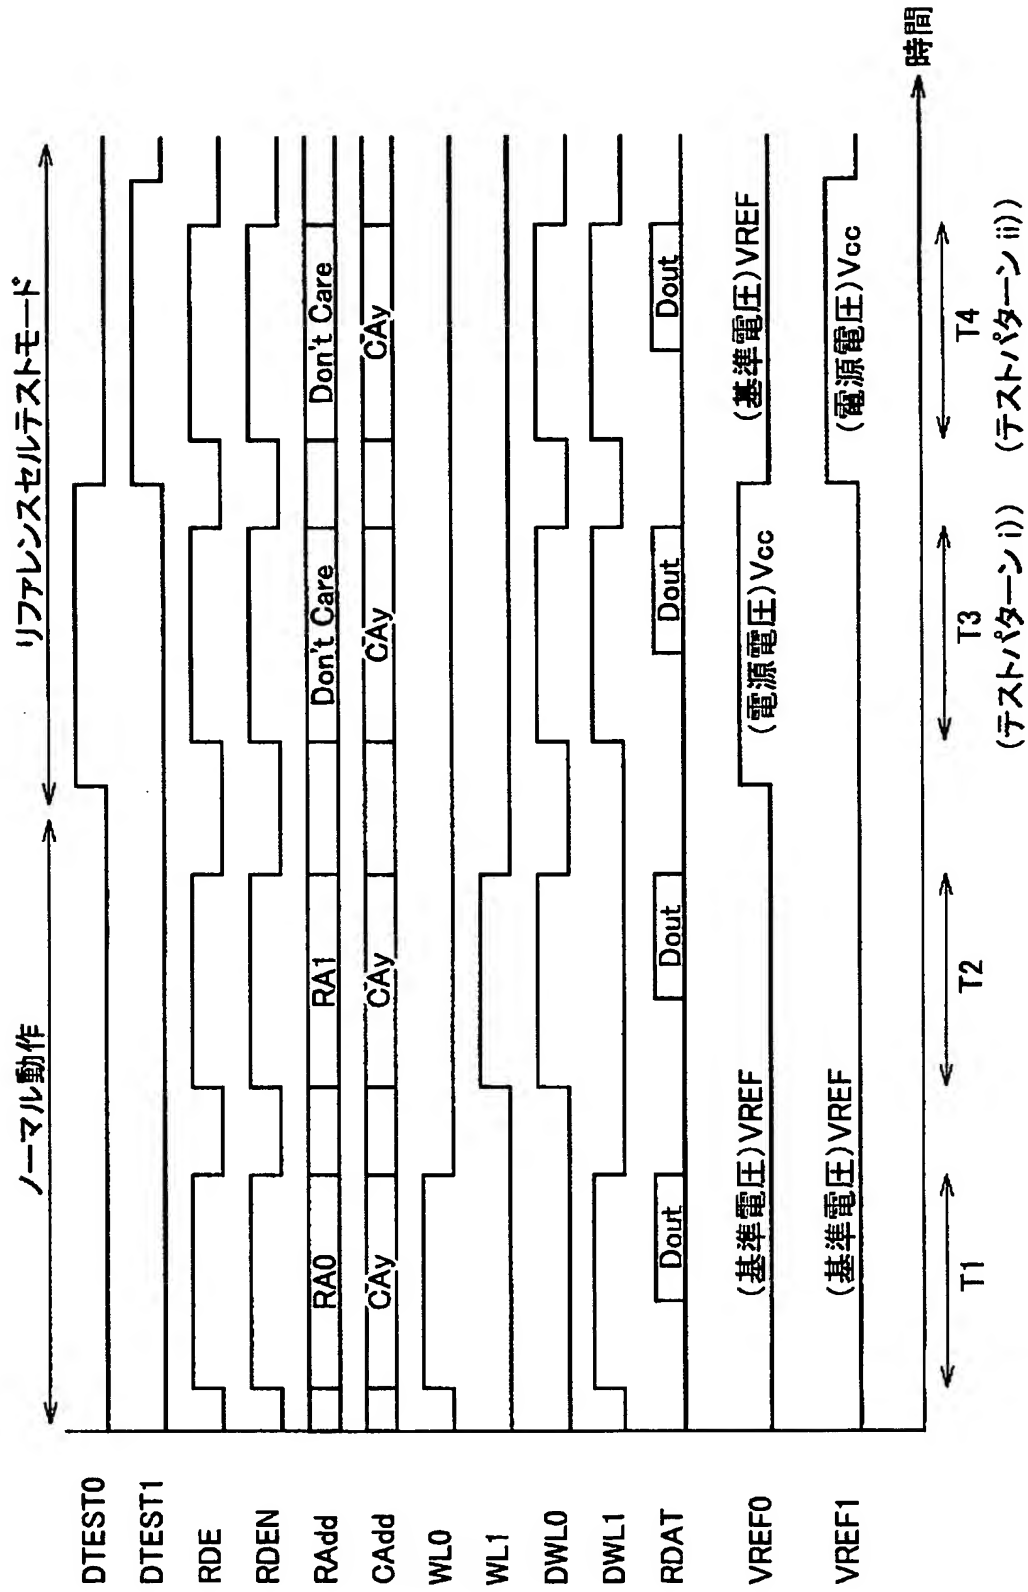 ノーマル動作
リファレンスセルテストモード
DTEST0
DTEST1
RDE
RDEN
RAdd RA0 RA1 Don't Care Don't Care
CAdd CAy CAy CAy CAy
WL0
WL1
DWL0
DWL1
RDAT Dout Dout Dout Dout
VREF0 (基準電圧)VREF (電源電圧)Vcc (基準電圧)VREF
VREF1 (基準電圧)VREF (電源電圧)Vcc
時間
T1 T2 T3 T4
(テストパターン i)) (テストパターン ii))